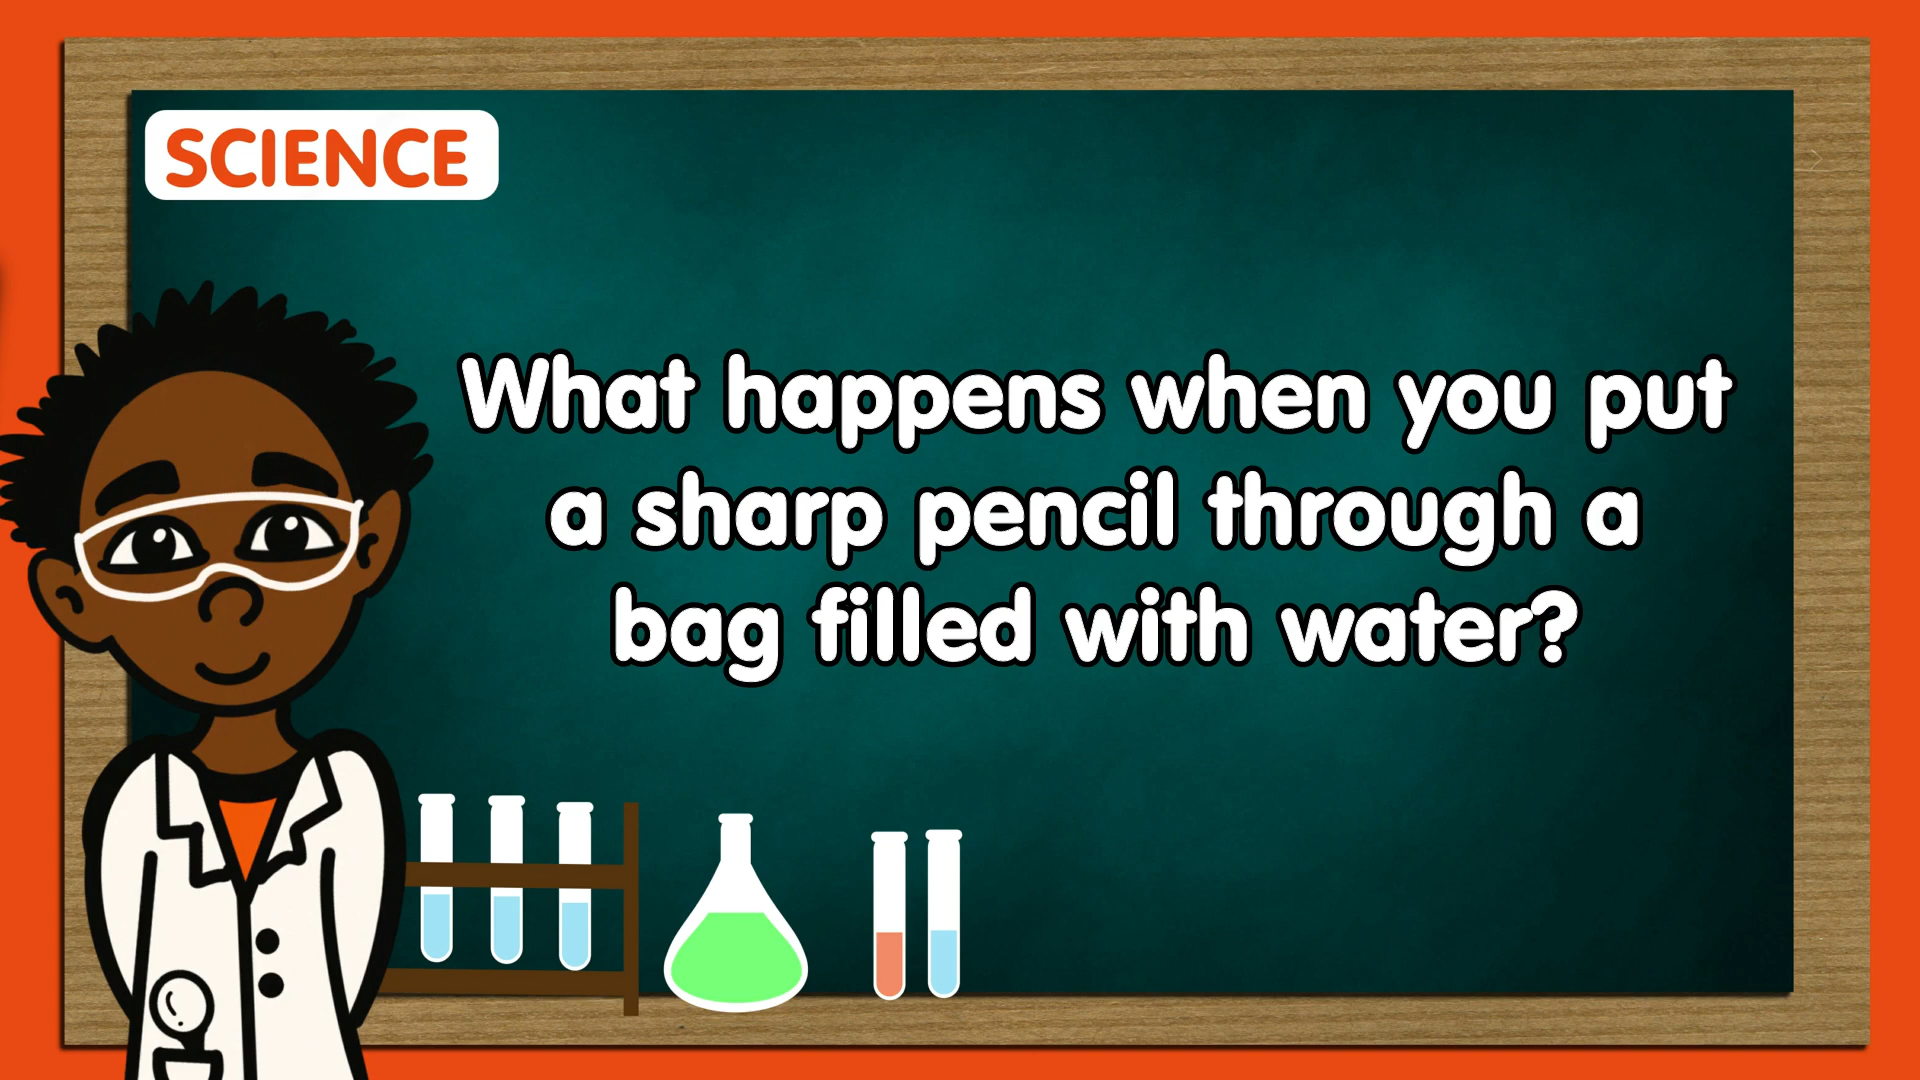 SCIENCE
What happens when you put
a sharp pencil through a
bag filled with water?